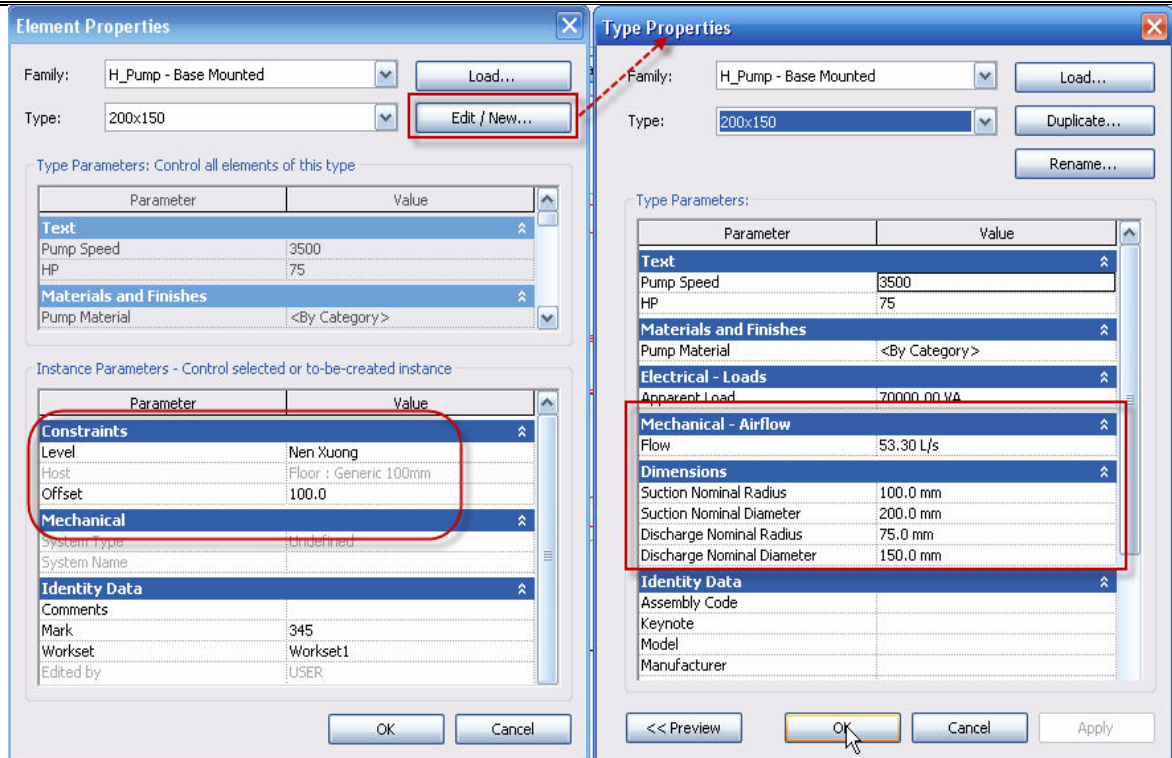 Element Properties
Family: H_Pump - Base Mounted Load...
Type: 200x150 Edit / New...
Type Parameters: Control all elements of this type
Parameter Value
Text
Pump Speed 3500
HP 75
Materials and Finishes
Pump Material <By Category>
Instance Parameters - Control selected or to-be-created instance
Parameter Value
Constraints
Level Nen Xuong
Host Floor : Generic 100mm
Offset 100.0
Mechanical
System Type Undefined
System Name
Identity Data
Comments
Mark 345
Workset Workset1
Edited by USER
OK Cancel
Type Properties
Family: H_Pump - Base Mounted Load...
Type: 200x150 Duplicate...
Rename...
Type Parameters:
Parameter Value
Text
Pump Speed 3500
HP 75
Materials and Finishes
Pump Material <By Category>
Electrical - Loads
Apparent Load 70000.00 VA
Mechanical - Airflow
Flow 53.30 L/s
Dimensions
Suction Nominal Radius 100.0 mm
Suction Nominal Diameter 200.0 mm
Discharge Nominal Radius 75.0 mm
Discharge Nominal Diameter 150.0 mm
Identity Data
Assembly Code
Keynote
Model
Manufacturer
<< Preview OK Cancel Apply